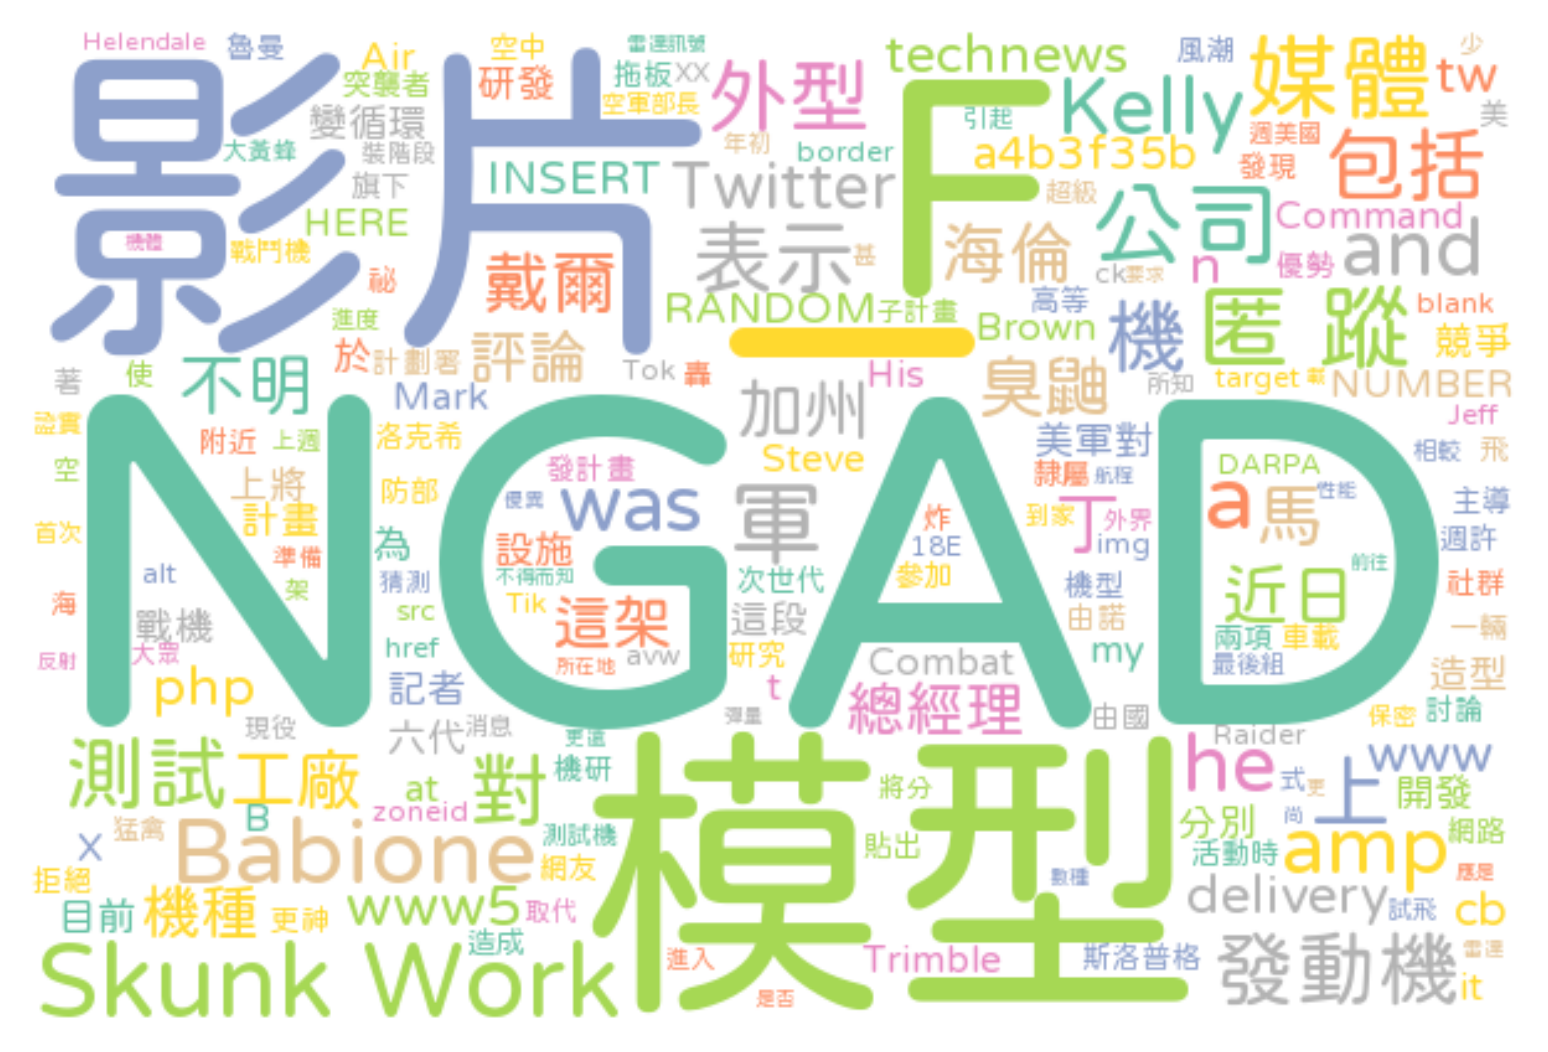 Helendale
魯曼
Air
空中
雷達訊號
technews
風潮
媒體
少
影片
突襲者
研發
拖板
XX
外型
F
Kelly
tw
變循環
空軍部長
引起
週美國
美
大黃蜂
裝階段
年初
border
a4b3f35b
發現
包括
旗下
INSERT
Twitter
超級
公司
Command
HERE
機體
戰鬥機
戴爾
表示
甚
海倫
ck
要求
n
優勢
and
祕
RANDOM
子計畫
高等
機
匿蹤
blank
進度
_
Brown
競爭
不明
於
計劃署
評論
Tok
轟
His
臭鼬
所知
target
載
NUMBER
著
使
Mark
加州
Jeff
證實
NGAD
附近
上週
洛克希
Steve
美軍對
相較
飛
空
上將
防部
發計畫
DARPA
隸屬
航程
優異
was
軍
a
馬
性能
主導
計畫
到家
丁
外界
首次
為
設施
炸
18E
img
週許
準備
不得而知
次世代
參加
前往
alt
架
猜測
機型
近日
社群
海
src
Tik
這架
這段
由諾
戰機
兩項
車載
一輛
反射
大眾
href
所在地
avw
研究
Combat
my
最後組
造型
php
記者
t
總經理
彈量
由國
保密
討論
現役
六代
消息
更遠
Raider
測試
工廠
機研
模型
he
www
at
對
將分
式
更
上
開發
B
zoneid
尚
猛禽
Babione
測試機
分別
amp
網路
X
貼出
活動時
拒絕
網友
數種
應是
目前
機種
更神
www5
取代
delivery
試飛
cb
造成
Skunk Work
進入
Trimble
斯洛普格
發動機
雷達
是否
it